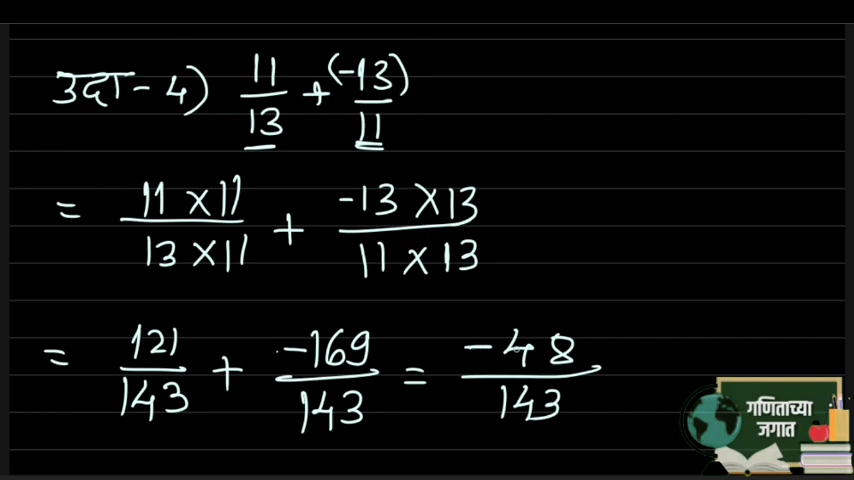 उदा - 4) 11/13 + (-13)/11
= 11 × 11/13 × 11 + -13 × 13/11 × 13
= 121/143 + -169/143 = -48/143
गणिताच्या
जगात